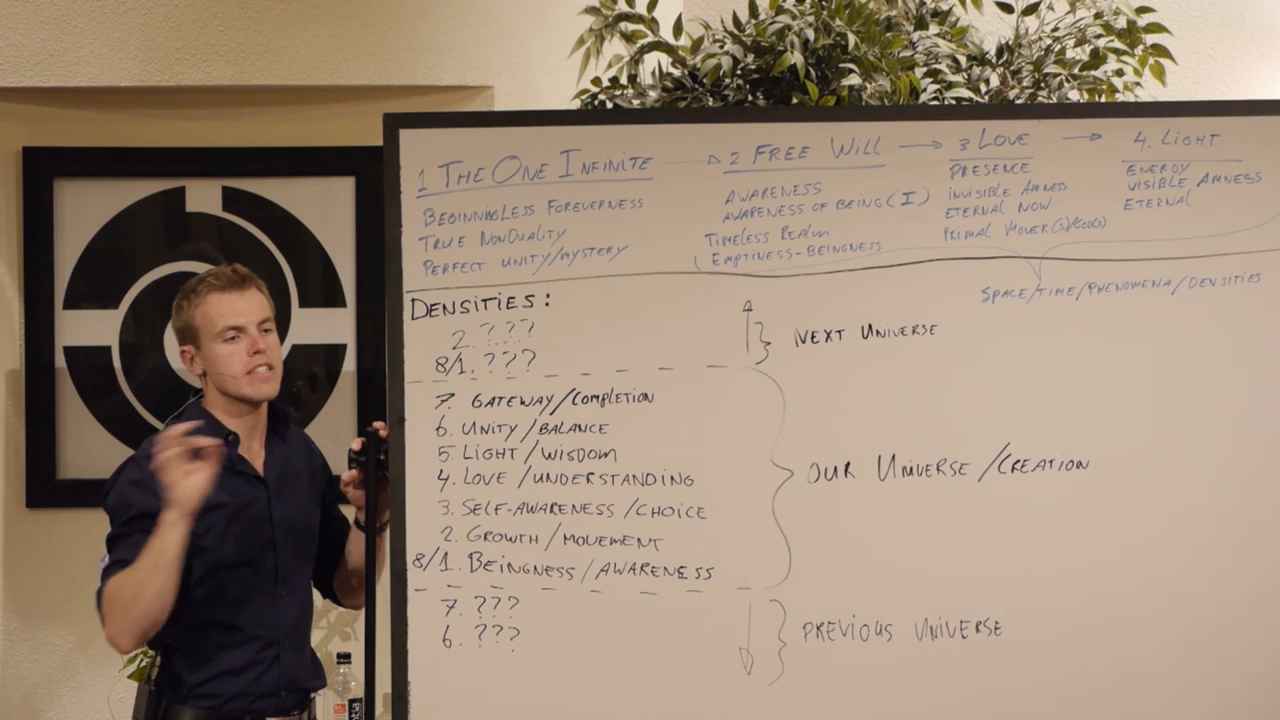 1 THE ONE INFINITE → 2 FREE WILL → 3 LOVE → 4. LIGHT
BEGINNINGLESS FOREVERNESS
TRUE NONDUALITY
PERFECT UNITY/MYSTERY
AWARENESS
AWARENESS OF BEING (I)
TIMELESS REALM
EMPTINESS-BEINGNESS
PRESENCE
INVISIBLE AMNESS
ETERNAL NOW
PRIMAL MOVER(S)/GOD(S)
ENERGY
VISIBLE AMNESS
ETERNAL
SPACE/TIME/PHENOMENA/DENSITIES
DENSITIES:
2. ???
8/1. ???
NEXT UNIVERSE
7. GATEWAY/COMPLETION
6. UNITY/BALANCE
5. LIGHT/WISDOM
4. LOVE/UNDERSTANDING
3. SELF-AWARENESS/CHOICE
2. GROWTH/MOVEMENT
8/1. BEINGNESS/AWARENESS
OUR UNIVERSE/CREATION
7. ???
6. ???
PREVIOUS UNIVERSE